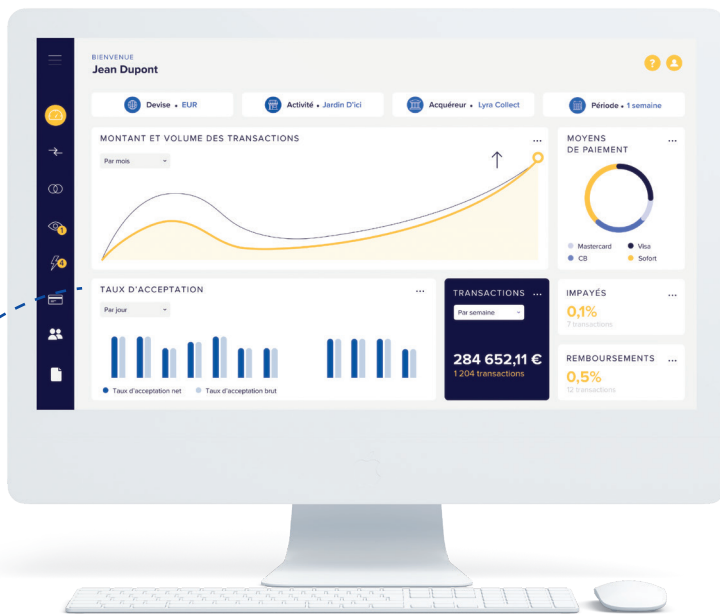 BIENVENUE
Jean Dupont
?
Devise • EUR
Activité • Jardin D'ici
Acquéreur • Lyra Collect
Période • 1 semaine
MONTANT ET VOLUME DES TRANSACTIONS
...
Par mois
MOYENS
DE PAIEMENT
...
Mastercard
Visa
CB
Sofort
1
4
TAUX D'ACCEPTATION
...
Par jour
Taux d'acceptation net
Taux d'acceptation brut
TRANSACTIONS
...
Par semaine
284 652,11 €
1 204 transactions
IMPAYÉS
...
0,1%
7 transactions
REMBOURSEMENTS
...
0,5%
12 transactions